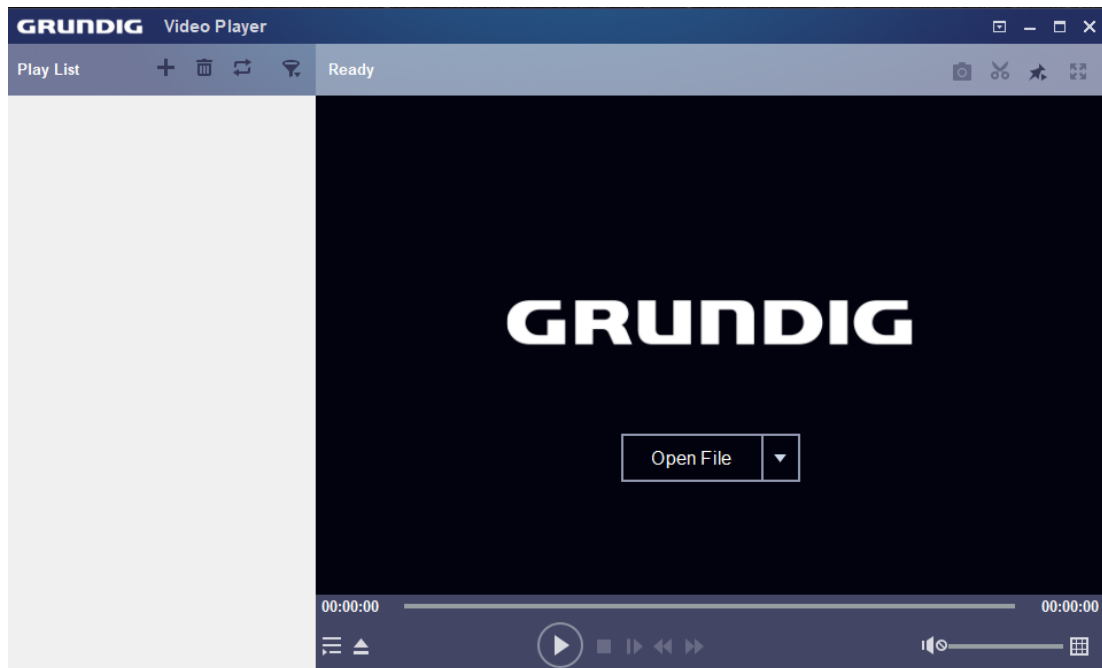 GRUNDIG Video Player
Play List
Ready
GRUNDIG
Open File
00:00:00
00:00:00